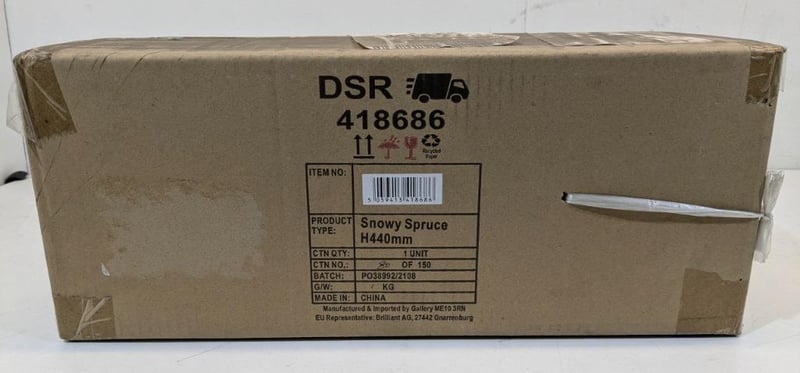 DSR
418686
Recycled
Paper
ITEM NO:
5 059413 418686
PRODUCT
TYPE:
Snowy Spruce
H440mm
CTN QTY: 1 UNIT
CTN NO.: OF 150
BATCH: PO38992/2108
G/W: KG
MADE IN: CHINA
Manufactured & Imported by Gallery ME10 3RN
EU Representative: Brilliant AG, 27442 Gnarrenburg